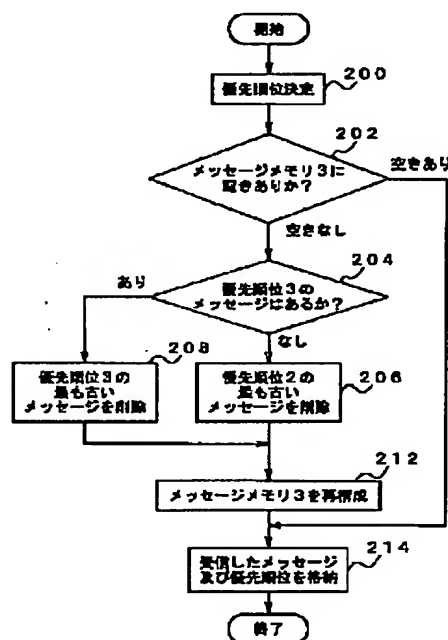 開始
200
優先順位決定
202
メッセージメモリ3に
空きありか?
空きあり
空きなし
204
優先順位3の
メッセージはあるか?
あり
なし
208
優先順位3の
最も古い
メッセージを削除
206
優先順位2の
最も古い
メッセージを削除
212
メッセージメモリ3を再構成
214
受信したメッセージ
及び優先順位を格納
終了